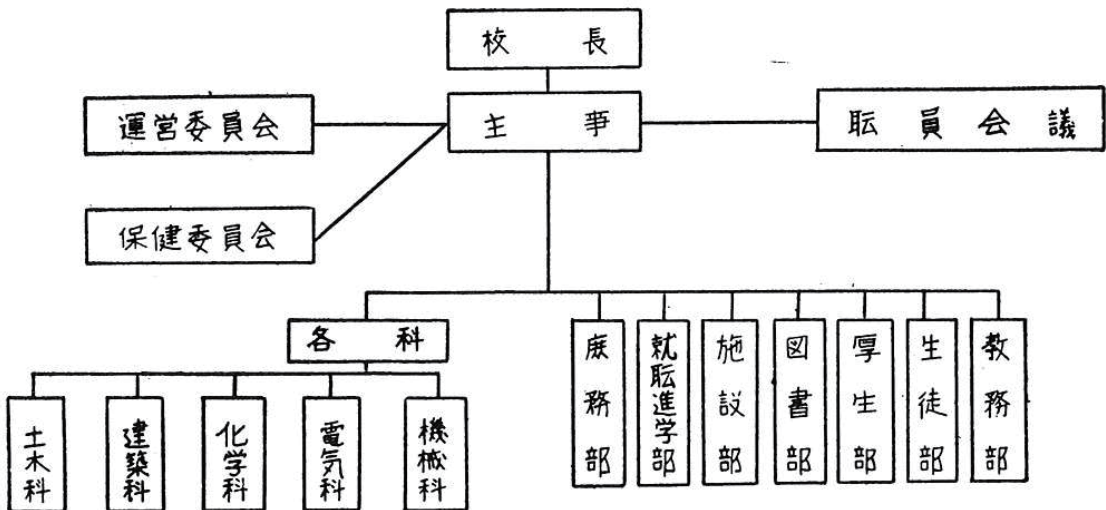 校長
運営委員会
主事
聀員会議
保健委員会
各科
庶務部
就聀進学部
施設部
図書部
厚生部
生徒部
教務部
土木科
建築科
化学科
電気科
機械科